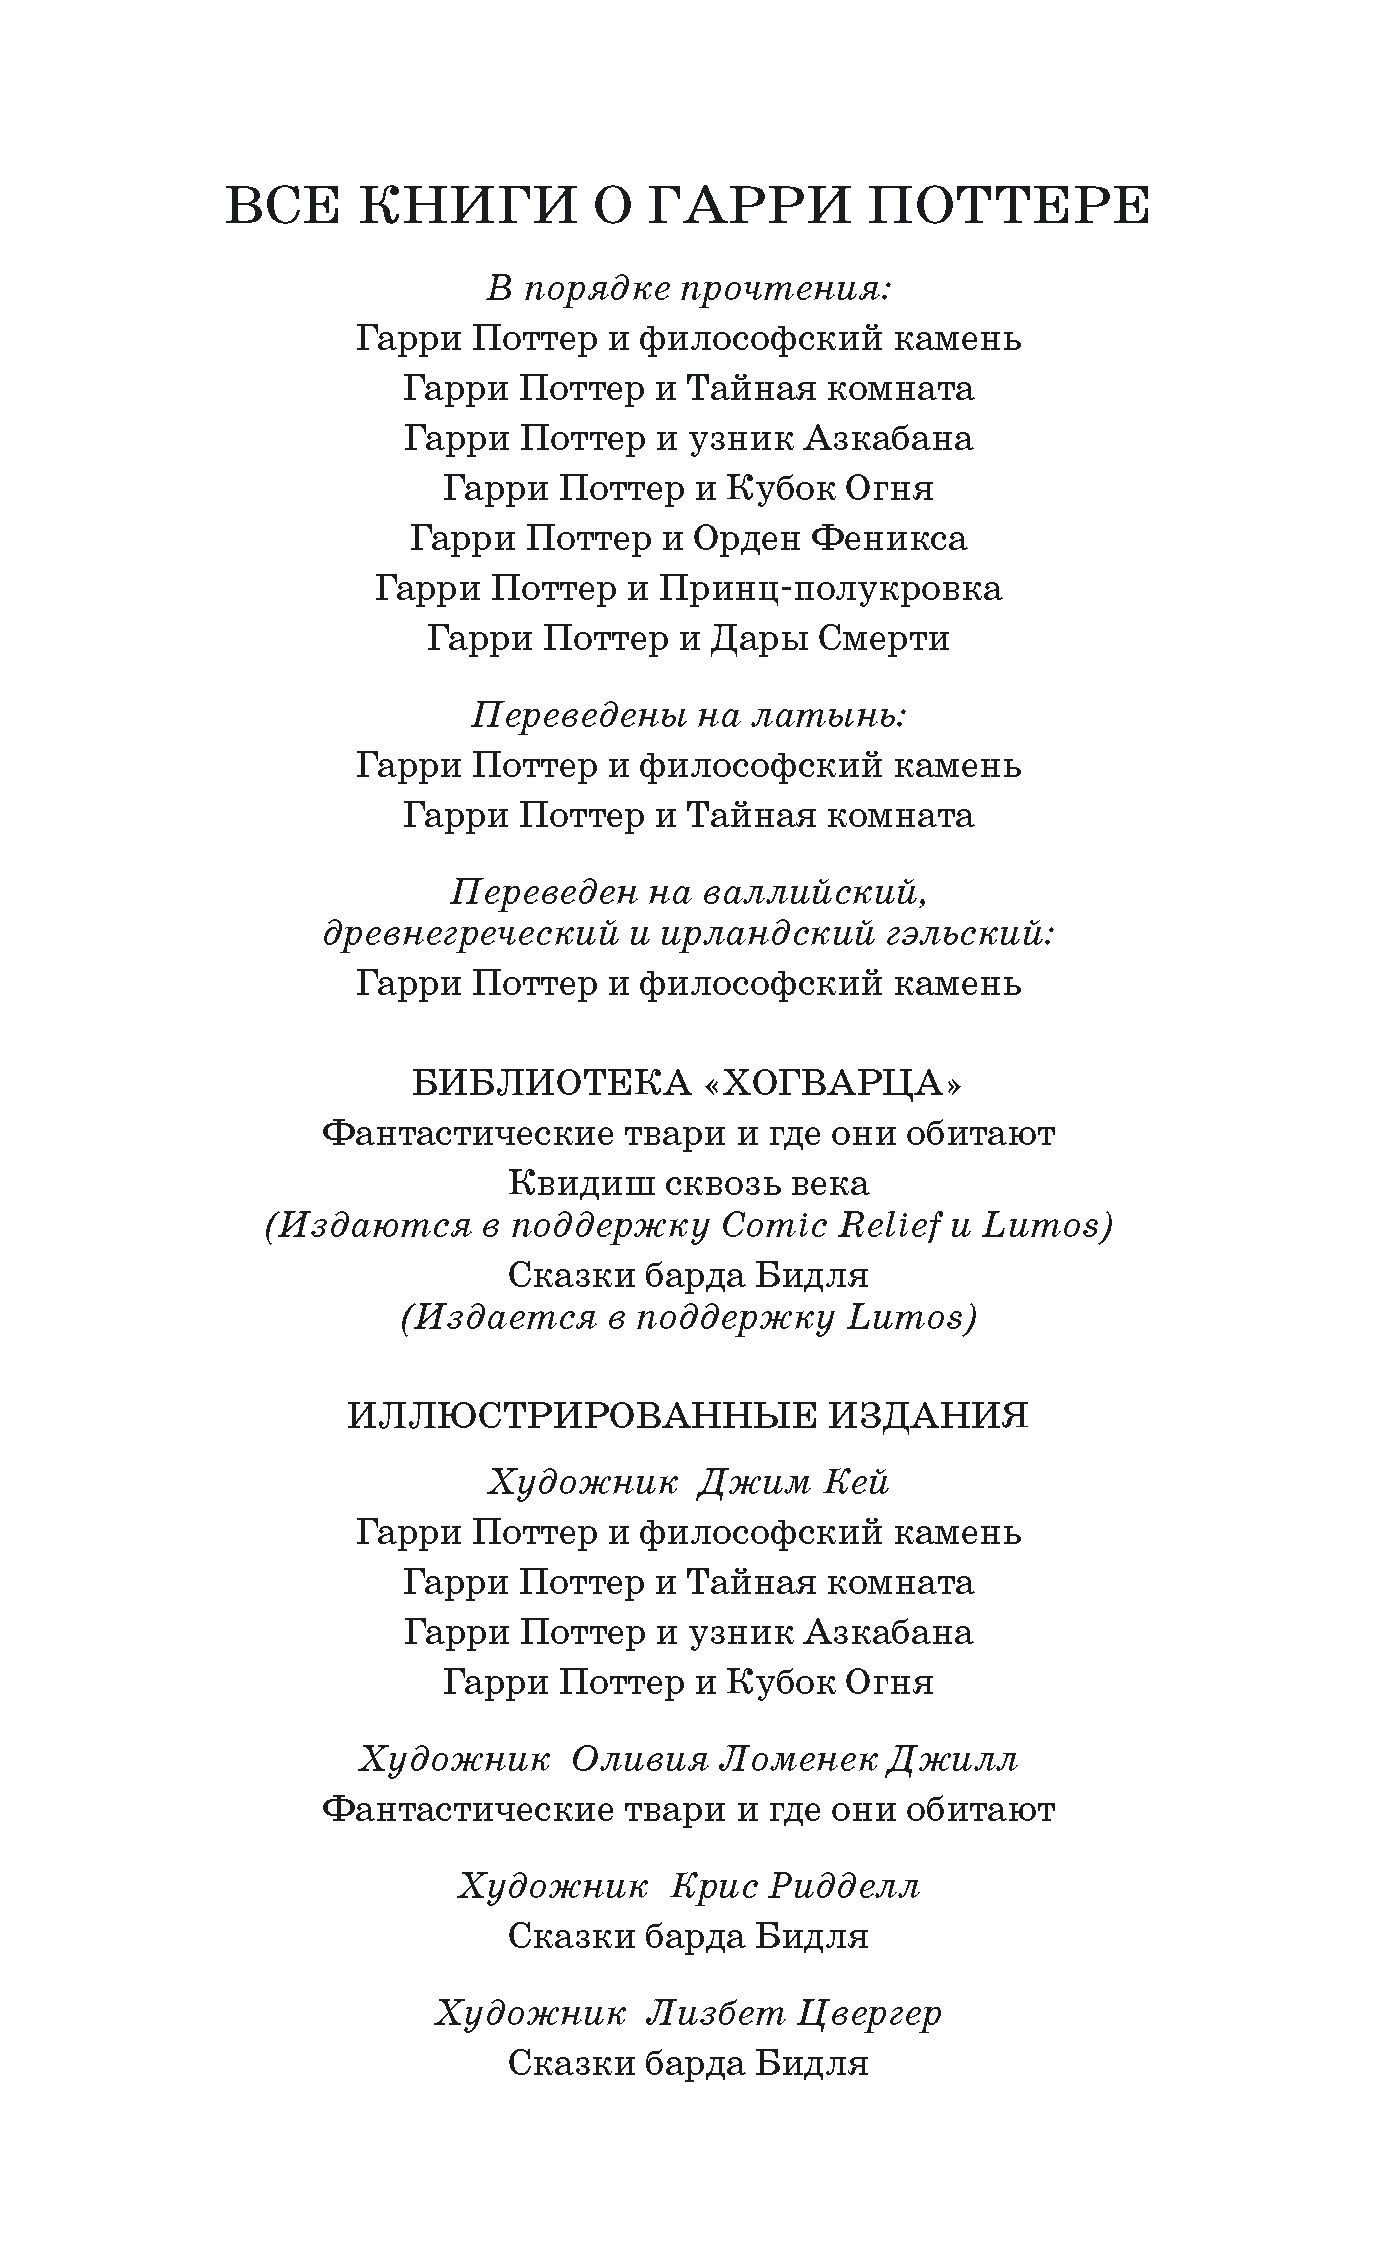 ВСЕ КНИГИ О ГАРРИ ПОТТЕРЕ
В порядке прочтения:
Гарри Поттер и философский камень
Гарри Поттер и Тайная комната
Гарри Поттер и узник Азкабана
Гарри Поттер и Кубок Огня
Гарри Поттер и Орден Феникса
Гарри Поттер и Принц-полукровка
Гарри Поттер и Дары Смерти
Переведены на латынь:
Гарри Поттер и философский камень
Гарри Поттер и Тайная комната
Переведен на валлийский,
древнегреческий и ирландский гэльский:
Гарри Поттер и философский камень
БИБЛИОТЕКА «ХОГВАРЦА»
Фантастические твари и где они обитают
Квидиш сквозь века
(Издаются в поддержку Comic Relief и Lumos)
Сказки барда Бидля
(Издается в поддержку Lumos)
ИЛЛЮСТРИРОВАННЫЕ ИЗДАНИЯ
Художник Джим Кей
Гарри Поттер и философский камень
Гарри Поттер и Тайная комната
Гарри Поттер и узник Азкабана
Гарри Поттер и Кубок Огня
Художник Оливия Ломенек Джилл
Фантастические твари и где они обитают
Художник Крис Ридделл
Сказки барда Бидля
Художник Лизбет Цвергер
Сказки барда Бидля